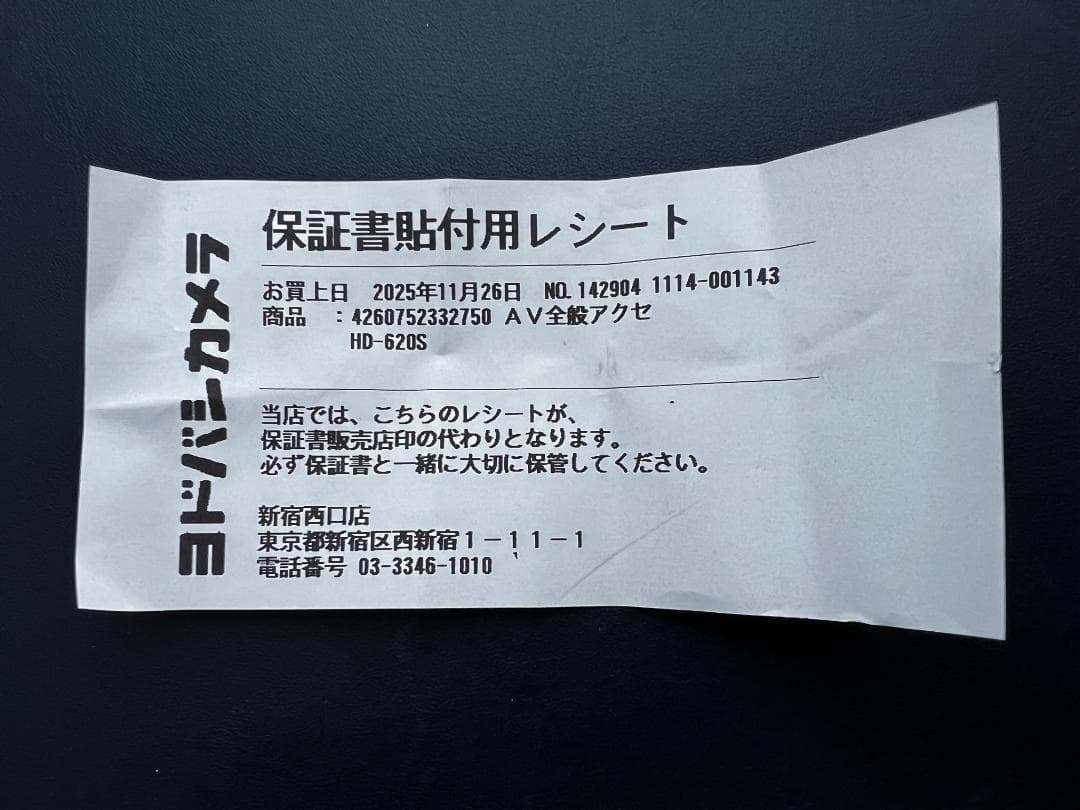 ヨドバシカメラ
保証書貼付用レシート
お買上日 2025年11月26日 NO. 142904 1114-001143
商品 :4260752332750 AV全般アクセ
HD-620S
当店では、こちらのレシートが、
保証書販売店印の代わりとなります。
必ず保証書と一緒に大切に保管してください。
新宿西口店
東京都新宿区西新宿1-11-1
電話番号 03-3346-1010